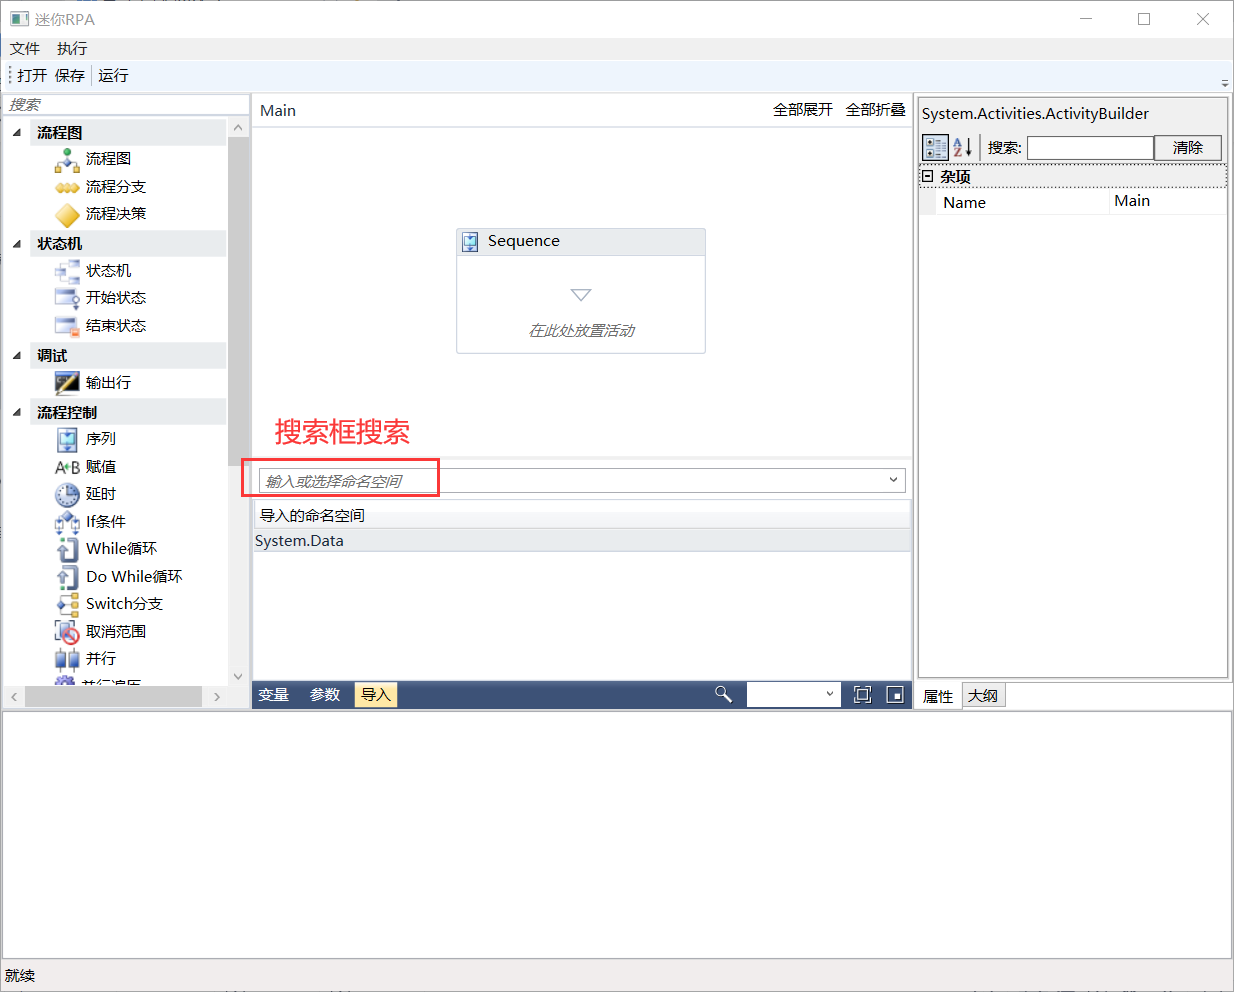 迷你RPA
文件 执行
打开 保存 运行
搜索
流程图
流程图
流程分支
流程决策
状态机
状态机
开始状态
结束状态
调试
输出行
流程控制
序列
A B 赋值
延时
If条件
While循环
Do While循环
Switch分支
取消范围
并行
并行遍历
Main 全部展开 全部折叠
Sequence
在此处放置活动
搜索框搜索
输入或选择命名空间
导入的命名空间
System.Data
变量 参数 导入
System.Activities.ActivityBuilder
A Z 搜索: 清除
杂项
Name Main
属性 大纲
就续